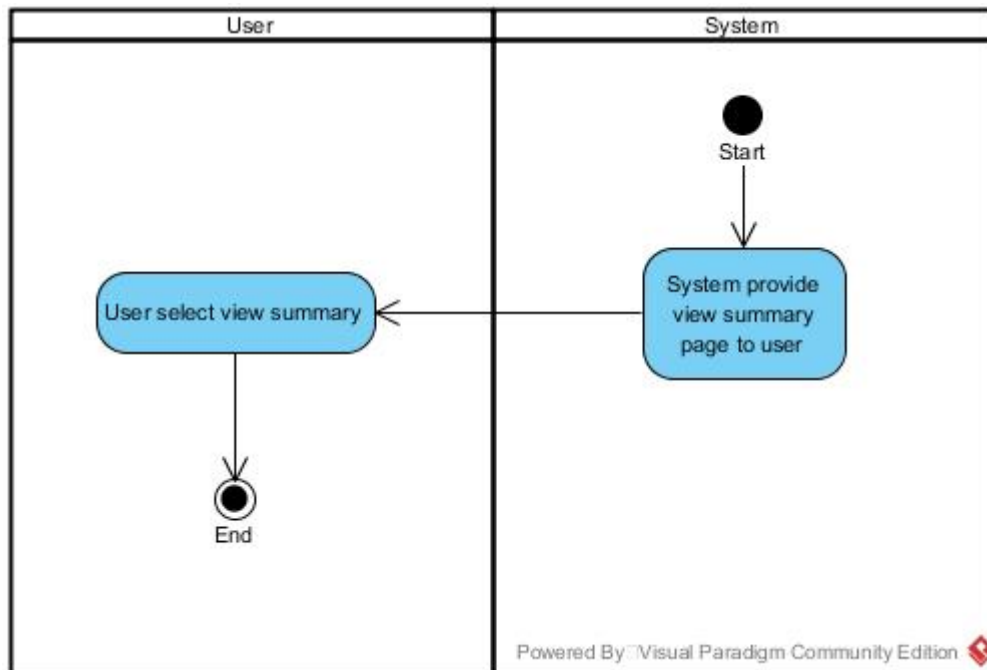 User
System
Start
System provide
view summary
page to user
User select view summary
End
Powered By Visual Paradigm Community Edition